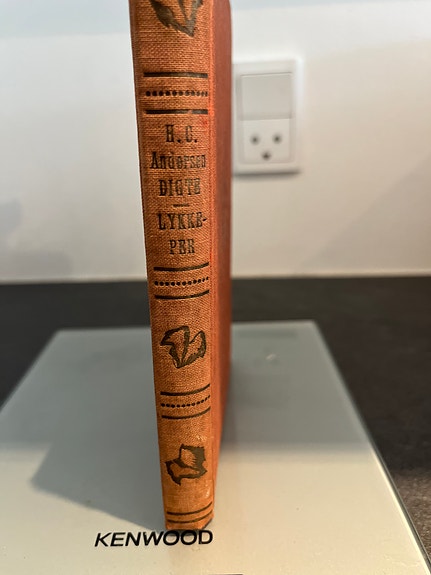 H. C.
Andersen
DIGTE
LYKKE-
PER
KENWOOD